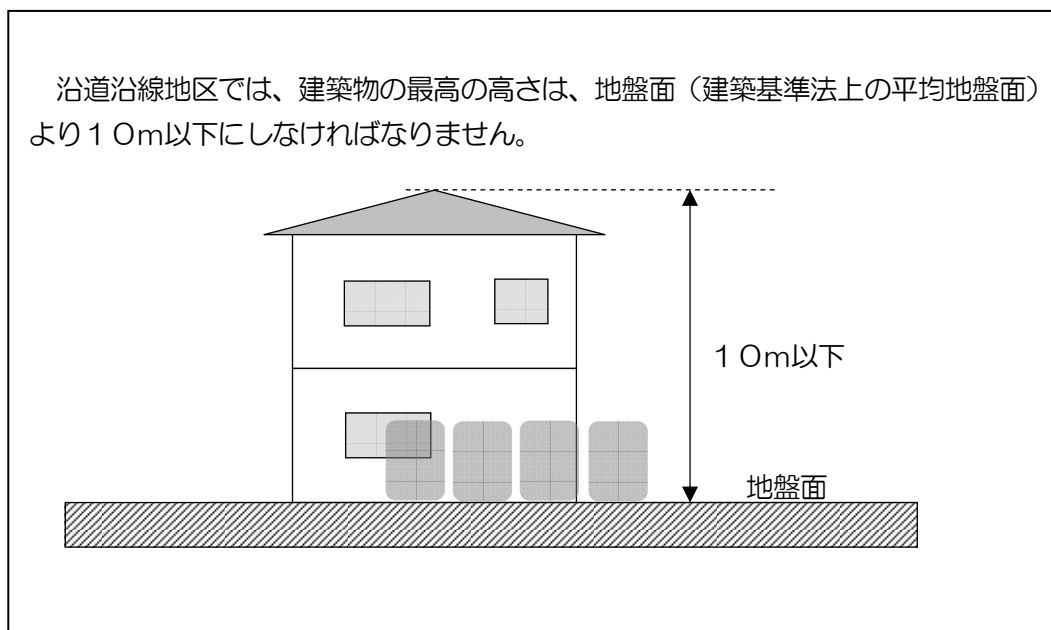 沿道沿線地区では、建築物の最高の高さは、地盤面（建築基準法上の平均地盤面）
より１０ｍ以下にしなければなりません。
１０ｍ以下
地盤面